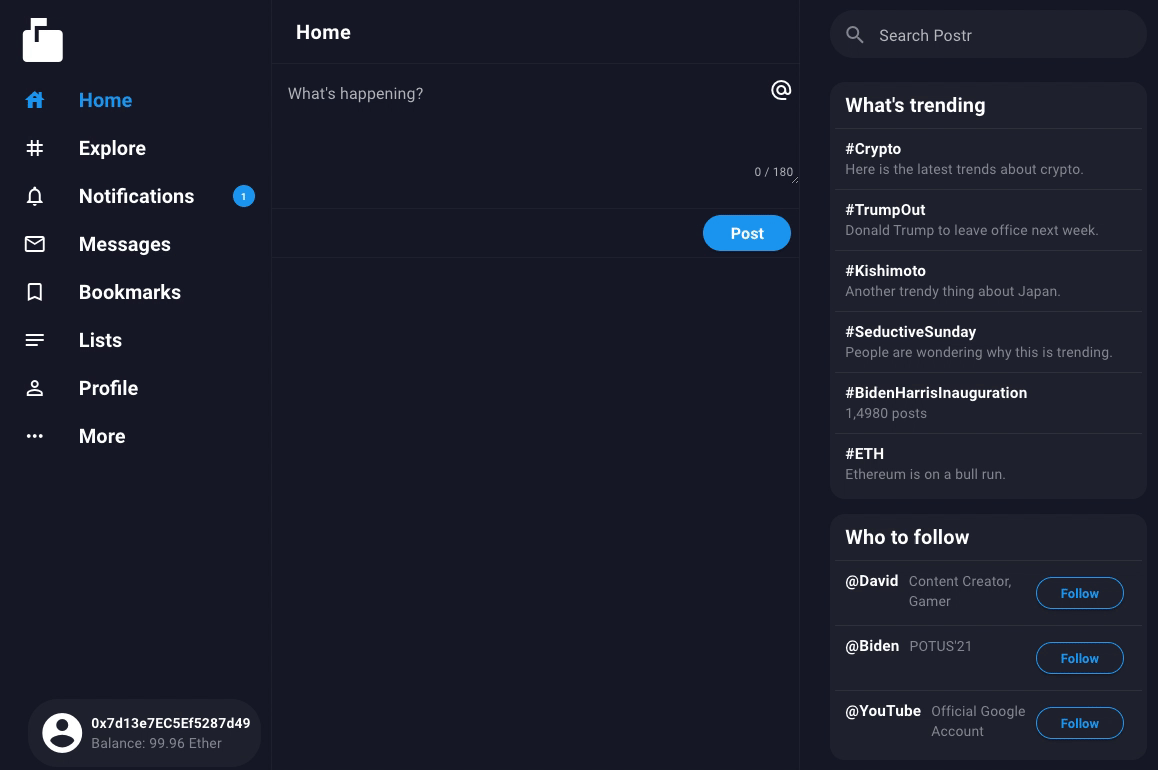 Home
Explore
Notifications 1
Messages
Bookmarks
Lists
Profile
More
0x7d13e7EC5Ef5287d49
Balance: 99.96 Ether
Home
What's happening?
@
0 / 180
Post
Search Postr
What's trending
#Crypto
Here is the latest trends about crypto.
#TrumpOut
Donald Trump to leave office next week.
#Kishimoto
Another trendy thing about Japan.
#SeductiveSunday
People are wondering why this is trending.
#BidenHarrisInauguration
1,4980 posts
#ETH
Ethereum is on a bull run.
Who to follow
@David Content Creator,
Gamer
Follow
@Biden POTUS'21
Follow
@YouTube Official Google
Account
Follow